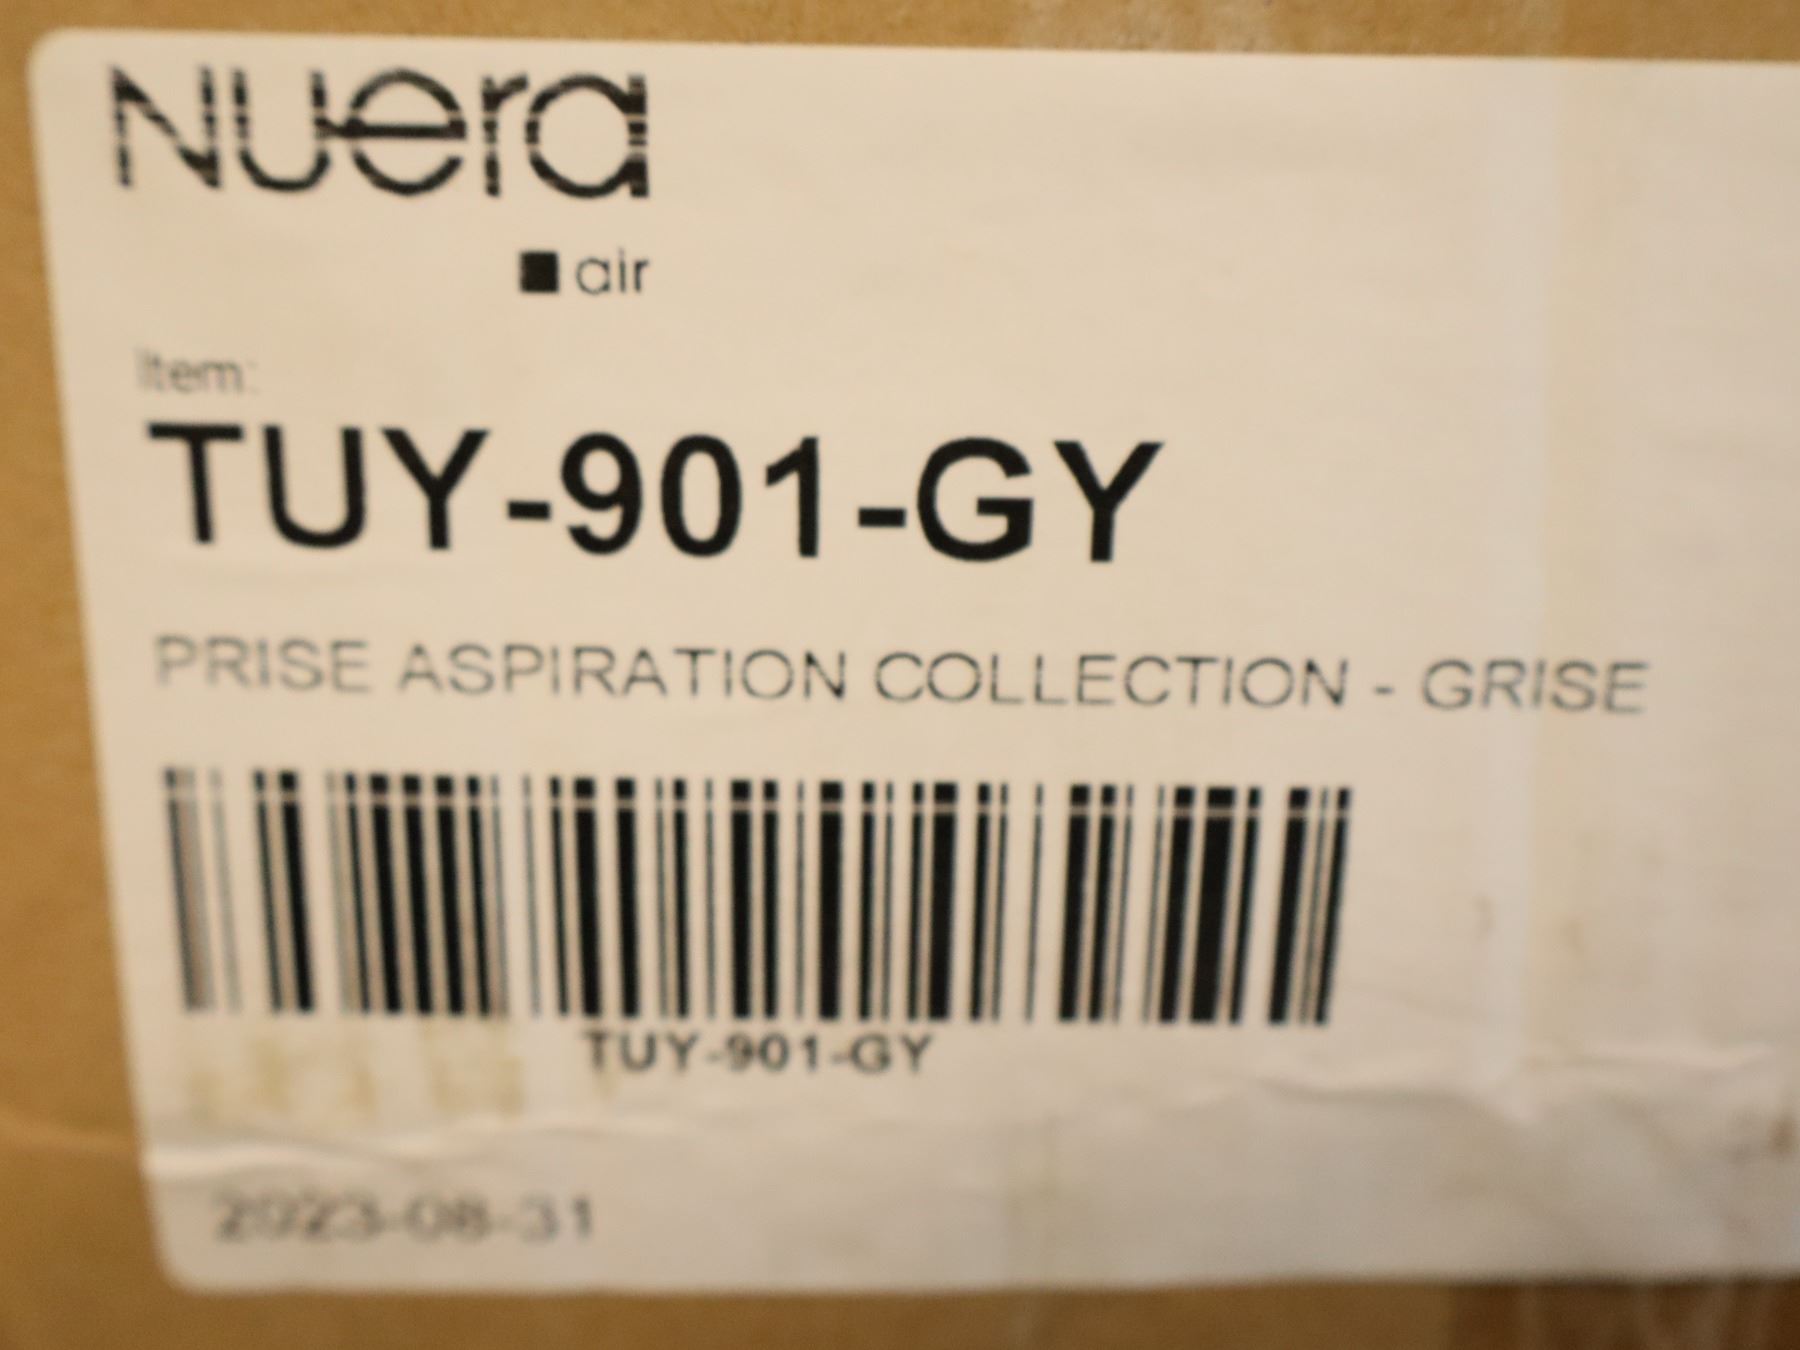 Nuera
air
Item:
TUY-901-GY
PRISE ASPIRATION COLLECTION - GRISE
TUY-901-GY
2023-08-31